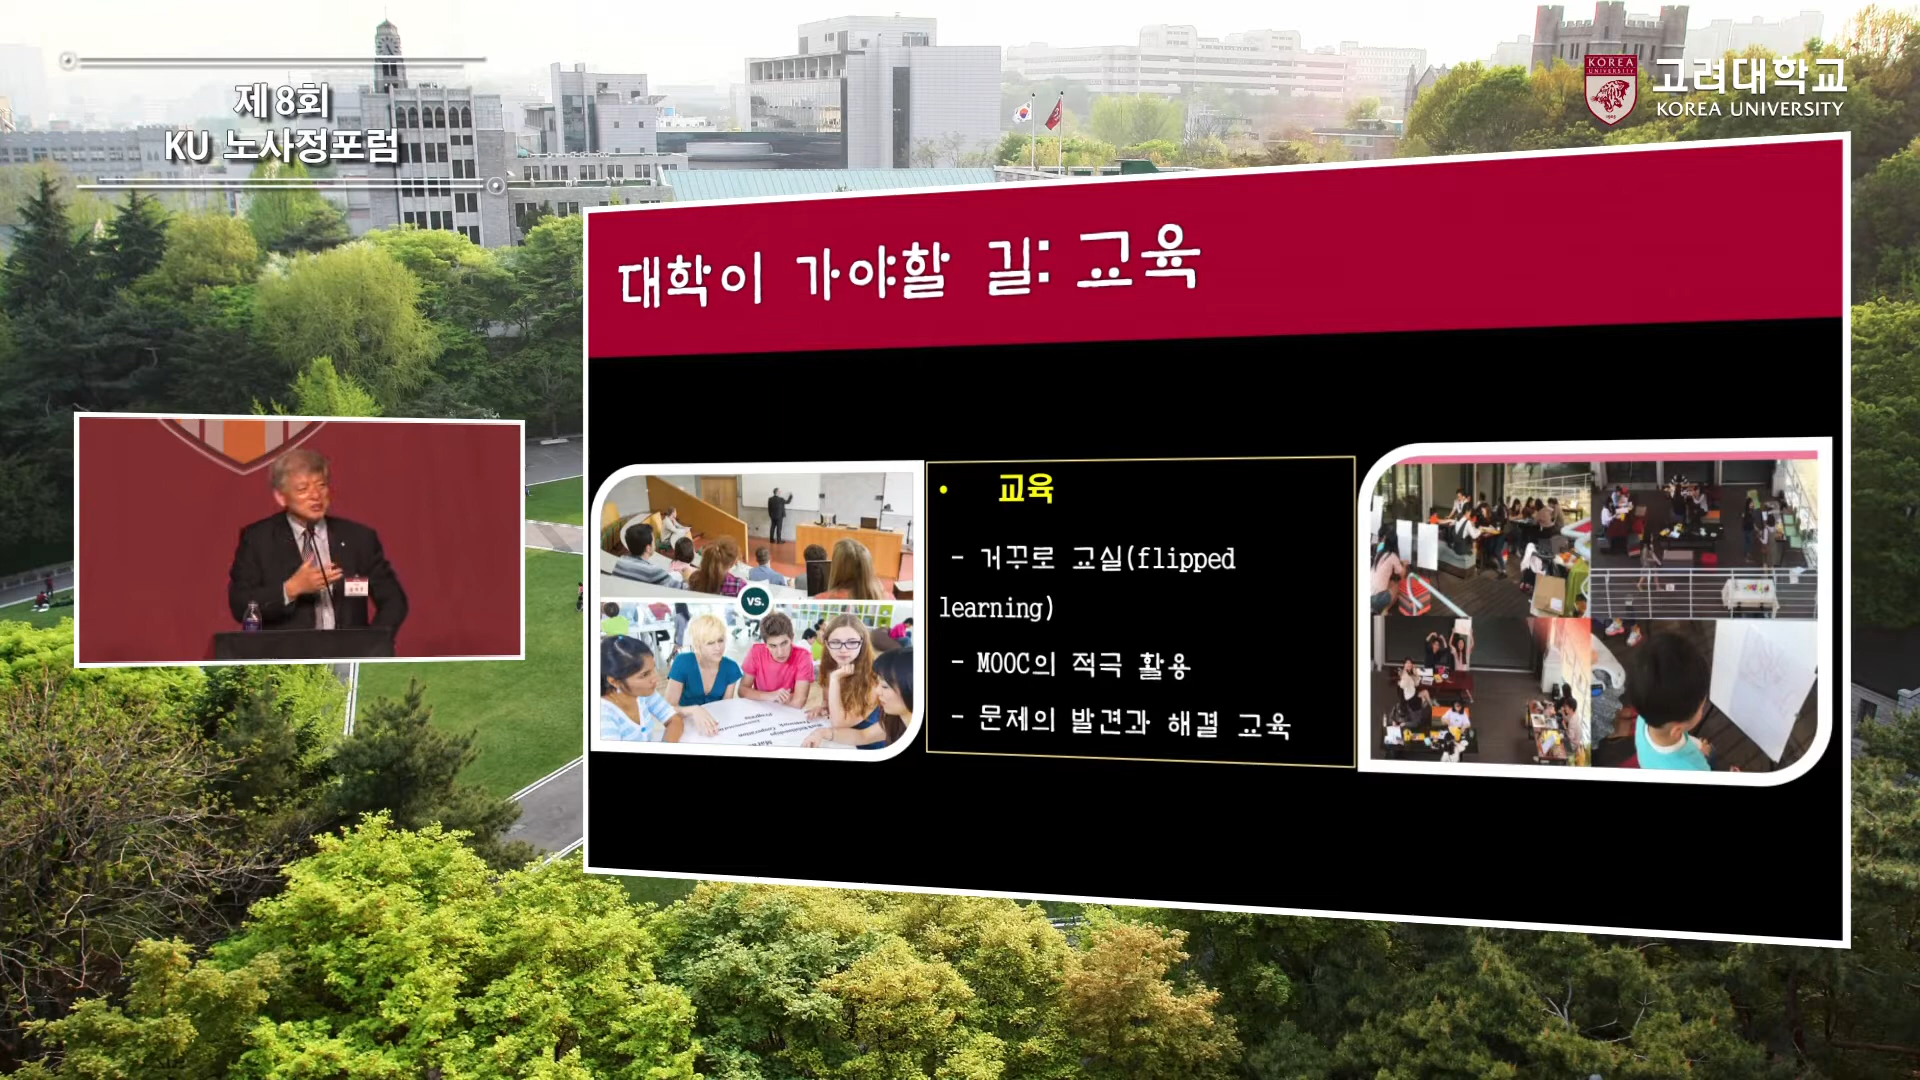 제8회
KU 노사정포럼
KOREA
UNIVERSITY
1905
고려대학교
KOREA UNIVERSITY
대학이 가야할 길: 교육
vs.
• 교육
- 거꾸로 교실(flipped
learning)
- MOOC의 적극 활용
- 문제의 발견과 해결 교육